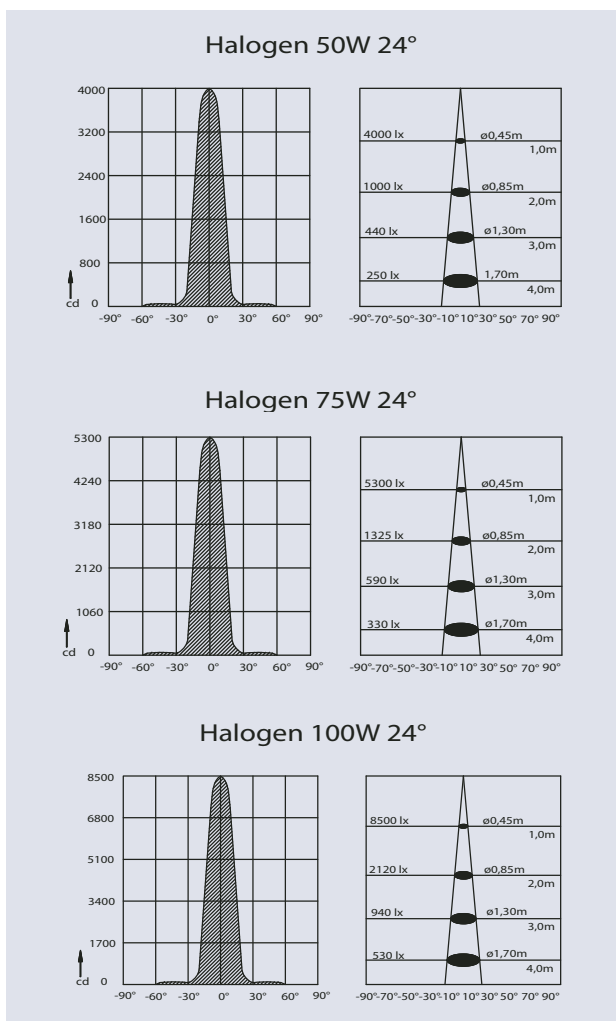 Halogen 50W 24°
4000
3200
2400
1600
800
cd 0
-90° -60° -30° 0° 30° 60° 90°
4000 lx ø0,45m
1,0m
1000 lx ø0,85m
2,0m
440 lx ø1,30m
3,0m
250 lx 1,70m
4,0m
-90°-70°-50°-30°-10°10°30°50° 70° 90°
Halogen 75W 24°
5300
4240
3180
2120
1060
cd 0
-90° -60° -30° 0° 30° 60° 90°
5300 lx ø0,45m
1,0m
1325 lx ø0,85m
2,0m
590 lx ø1,30m
3,0m
330 lx ø1,70m
4,0m
-90°-70°-50°-30°-10°10°30° 50° 70°90°
Halogen 100W 24°
8500
6800
5100
3400
1700
cd 0
-90° -60° -30° 0° 30° 60° 90°
8500 lx ø0,45m
1,0m
2120 lx ø0,85m
2,0m
940 lx ø1,30m
3,0m
530 lx ø1,70m
4,0m
-90°-70°-50°-30°-10°10°30° 50° 70° 90°